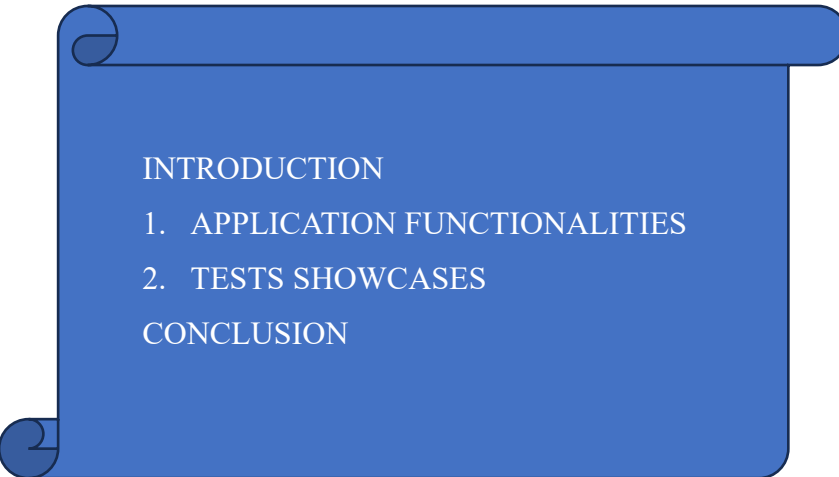 INTRODUCTION
1. APPLICATION FUNCTIONALITIES
2. TESTS SHOWCASES
CONCLUSION